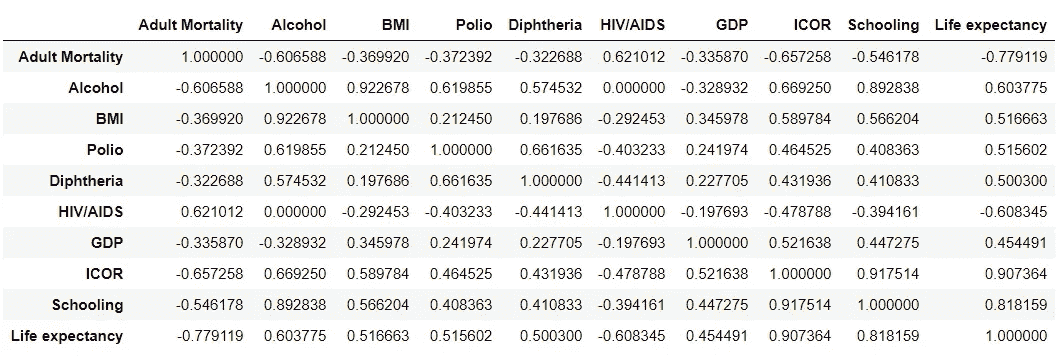 Adult Mortality Alcohol BMI Polio Diphtheria HIV/AIDS GDP ICOR Schooling Life expectancy
Adult Mortality 1.000000 -0.606588 -0.369920 -0.372392 -0.322688 0.621012 -0.335870 -0.657258 -0.546178 -0.779119
Alcohol -0.606588 1.000000 0.922678 0.619855 0.574532 0.000000 -0.328932 0.669250 0.892838 0.603775
BMI -0.369920 0.922678 1.000000 0.212450 0.197686 -0.292453 0.345978 0.589784 0.566204 0.516663
Polio -0.372392 0.619855 0.212450 1.000000 0.661635 -0.403233 0.241974 0.464525 0.408363 0.515602
Diphtheria -0.322688 0.574532 0.197686 0.661635 1.000000 -0.441413 0.227705 0.431936 0.410833 0.500300
HIV/AIDS 0.621012 0.000000 -0.292453 -0.403233 -0.441413 1.000000 -0.197693 -0.478788 -0.394161 -0.608345
GDP -0.335870 -0.328932 0.345978 0.241974 0.227705 -0.197693 1.000000 0.521638 0.447275 0.454491
ICOR -0.657258 0.669250 0.589784 0.464525 0.431936 -0.478788 0.521638 1.000000 0.917514 0.907364
Schooling -0.546178 0.892838 0.566204 0.408363 0.410833 -0.394161 0.447275 0.917514 1.000000 0.818159
Life expectancy -0.779119 0.603775 0.516663 0.515602 0.500300 -0.608345 0.454491 0.907364 0.818159 1.000000